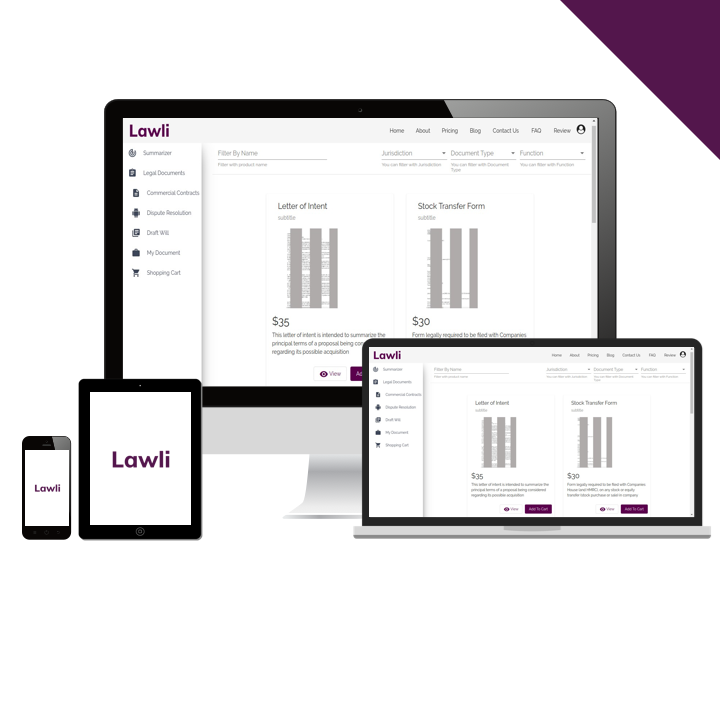 Lawli
Home About Pricing Blog Contact Us FAQ Review
Summarizer
Legal Documents
Commercial Contracts
Dispute Resolution
Draft Will
My Document
Shopping Cart
Filter By Name
Filter with product name
Jurisdiction
You can filter with Jurisdiction
Document Type
You can filter with Document
Type
Function
You can filter with Function
Letter of Intent
subtitle
$35
This letter of intent is intended to summarize the
principal terms of a proposal being
regarding its possible acquisition
View
Stock Transfer Form
subtitle
$30
Form legally required to be filed with Companies
Lawli
Home About Pricing Blog Contact Us FAQ Review
Summarizer
Legal Documents
Commercial Contracts
Dispute Resolution
Draft Will
My Document
Shopping Cart
Filter By Name
Filter with product name
Jurisdiction
You can filter with Jurisdiction
Document Type
You can filter with Document
Type
Function
You can filter with Function
Letter of Intent
subtitle
$35
This letter of intent is intended to summarize the
principal terms of a proposal being considered
regarding its possible acquisition
View Add To Cart
Stock Transfer Form
subtitle
$30
Form legally required to be filed with Companies
House (and HMRC), on any stock or equity
transfer (stock purchase or sale) in company
View Add To Cart
Lawli
Lawli